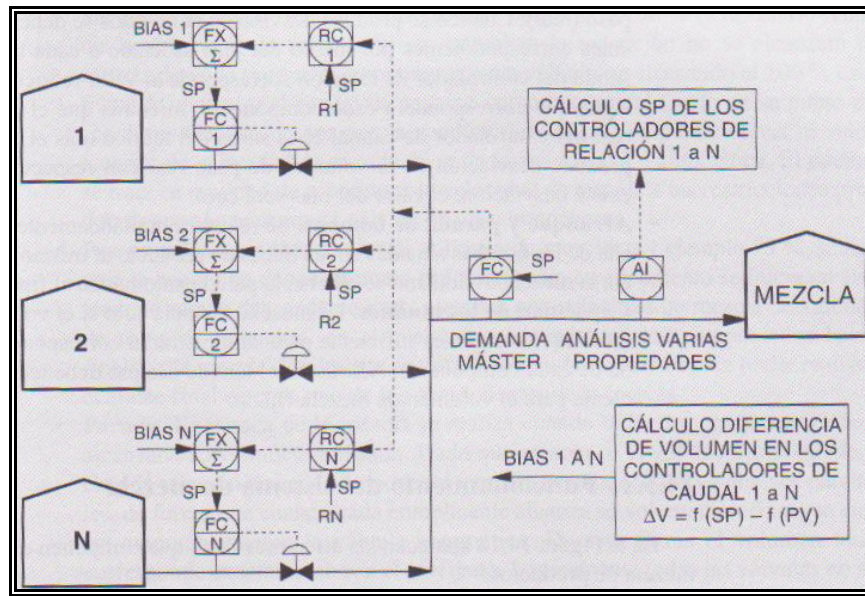 BIAS 1
FX
Σ
RC
1
SP
SP
R1
FC
1
1
CÁLCULO SP DE LOS
CONTROLADORES DE
RELACIÓN 1 a N
BIAS 2
FX
Σ
RC
2
SP
SP
R2
FC
2
2
FC
SP
AI
MEZCLA
DEMANDA
MÁSTER
ANÁLISIS VARIAS
PROPIEDADES
BIAS N
FX
Σ
RC
N
SP
SP
RN
FC
N
N
BIAS 1 A N
CÁLCULO DIFERENCIA
DE VOLUMEN EN LOS
CONTROLADORES DE
CAUDAL 1 a N
ΔV = f (SP) – f (PV)